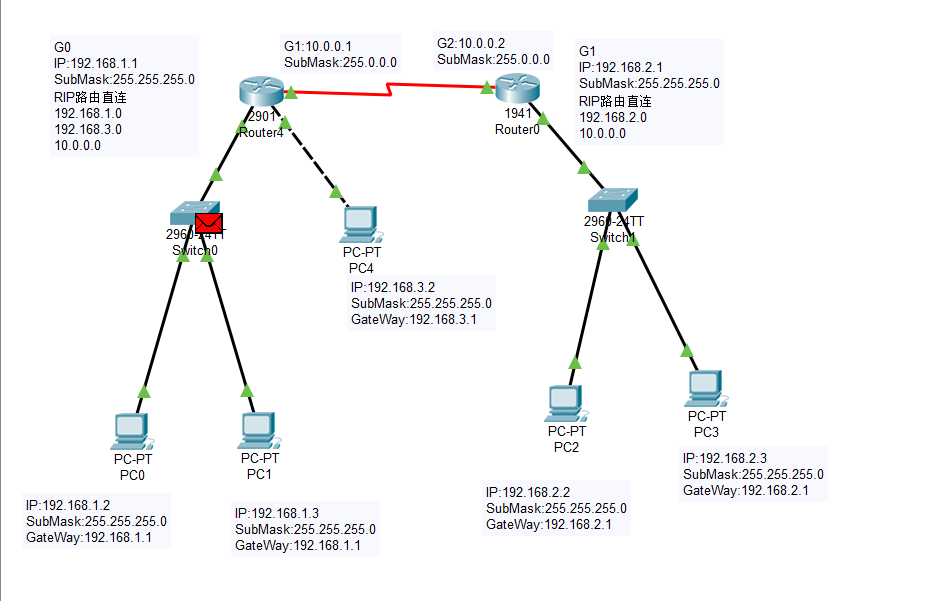 G0
IP:192.168.1.1
SubMask:255.255.255.0
RIP路由直连
192.168.1.0
192.168.3.0
10.0.0.0
G1:10.0.0.1
SubMask:255.0.0.0
G2:10.0.0.2
SubMask:255.0.0.0
G1
IP:192.168.2.1
SubMask:255.255.255.0
RIP路由直连
192.168.2.0
10.0.0.0
2901
Router4
1941
Router0
2960-24TT
Switch0
2960-24TT
Switch1
PC-PT
PC4
IP:192.168.3.2
SubMask:255.255.255.0
GateWay:192.168.3.1
PC-PT
PC0
IP:192.168.1.2
SubMask:255.255.255.0
GateWay:192.168.1.1
PC-PT
PC1
IP:192.168.1.3
SubMask:255.255.255.0
GateWay:192.168.1.1
PC-PT
PC2
IP:192.168.2.2
SubMask:255.255.255.0
GateWay:192.168.2.1
PC-PT
PC3
IP:192.168.2.3
SubMask:255.255.255.0
GateWay:192.168.2.1